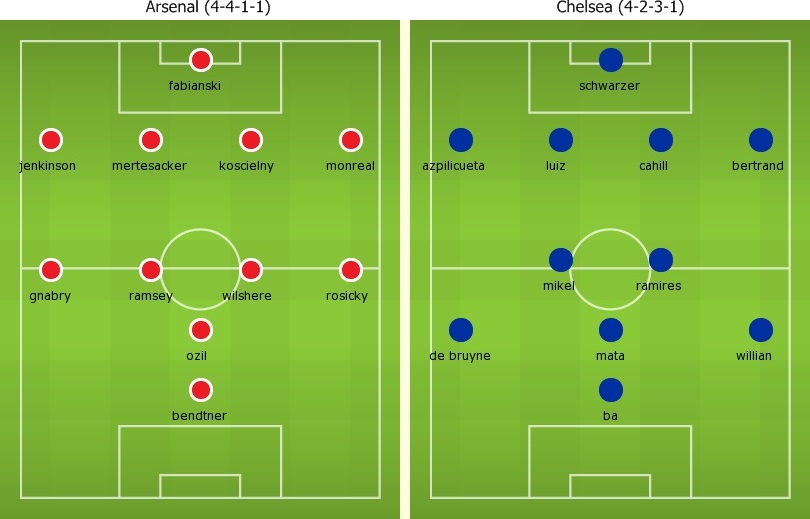 Arsenal (4-4-1-1)
fabianski
jenkinson mertesacker koscielny monreal
gnabry ramsey wilshere rosicky
ozil
bendtner
Chelsea (4-2-3-1)
schwarzer
azpilicueta luiz cahill bertrand
mikel ramires
de bruyne mata willian
ba